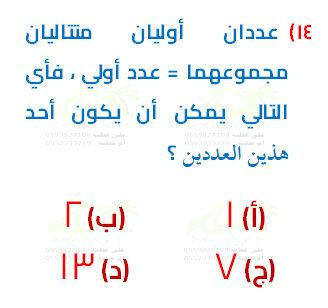 ١٤) عددان أوليان متتاليان
مجموعهما = عدد أولي ، فأي
التالي يمكن أن يكون أحد
هذين العددين ؟
(أ) ١ (ب) ٢
(ج) ٧ (د) ١٣